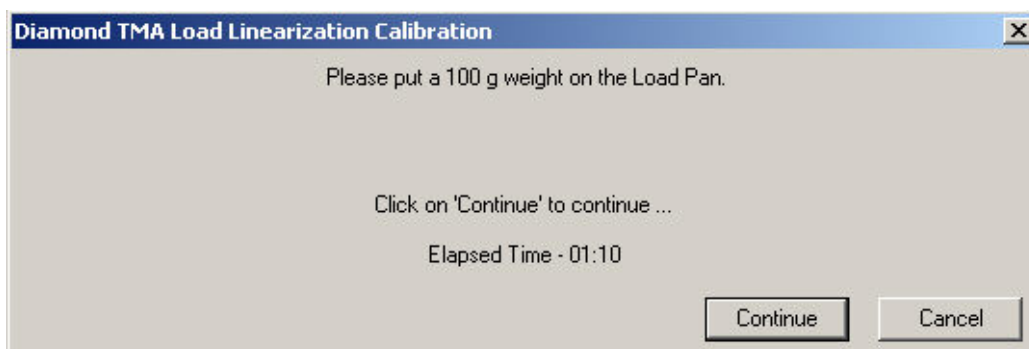 Diamond TMA Load Linearization Calibration
Please put a 100 g weight on the Load Pan.
Click on 'Continue' to continue ...
Elapsed Time - 01:10
Continue Cancel